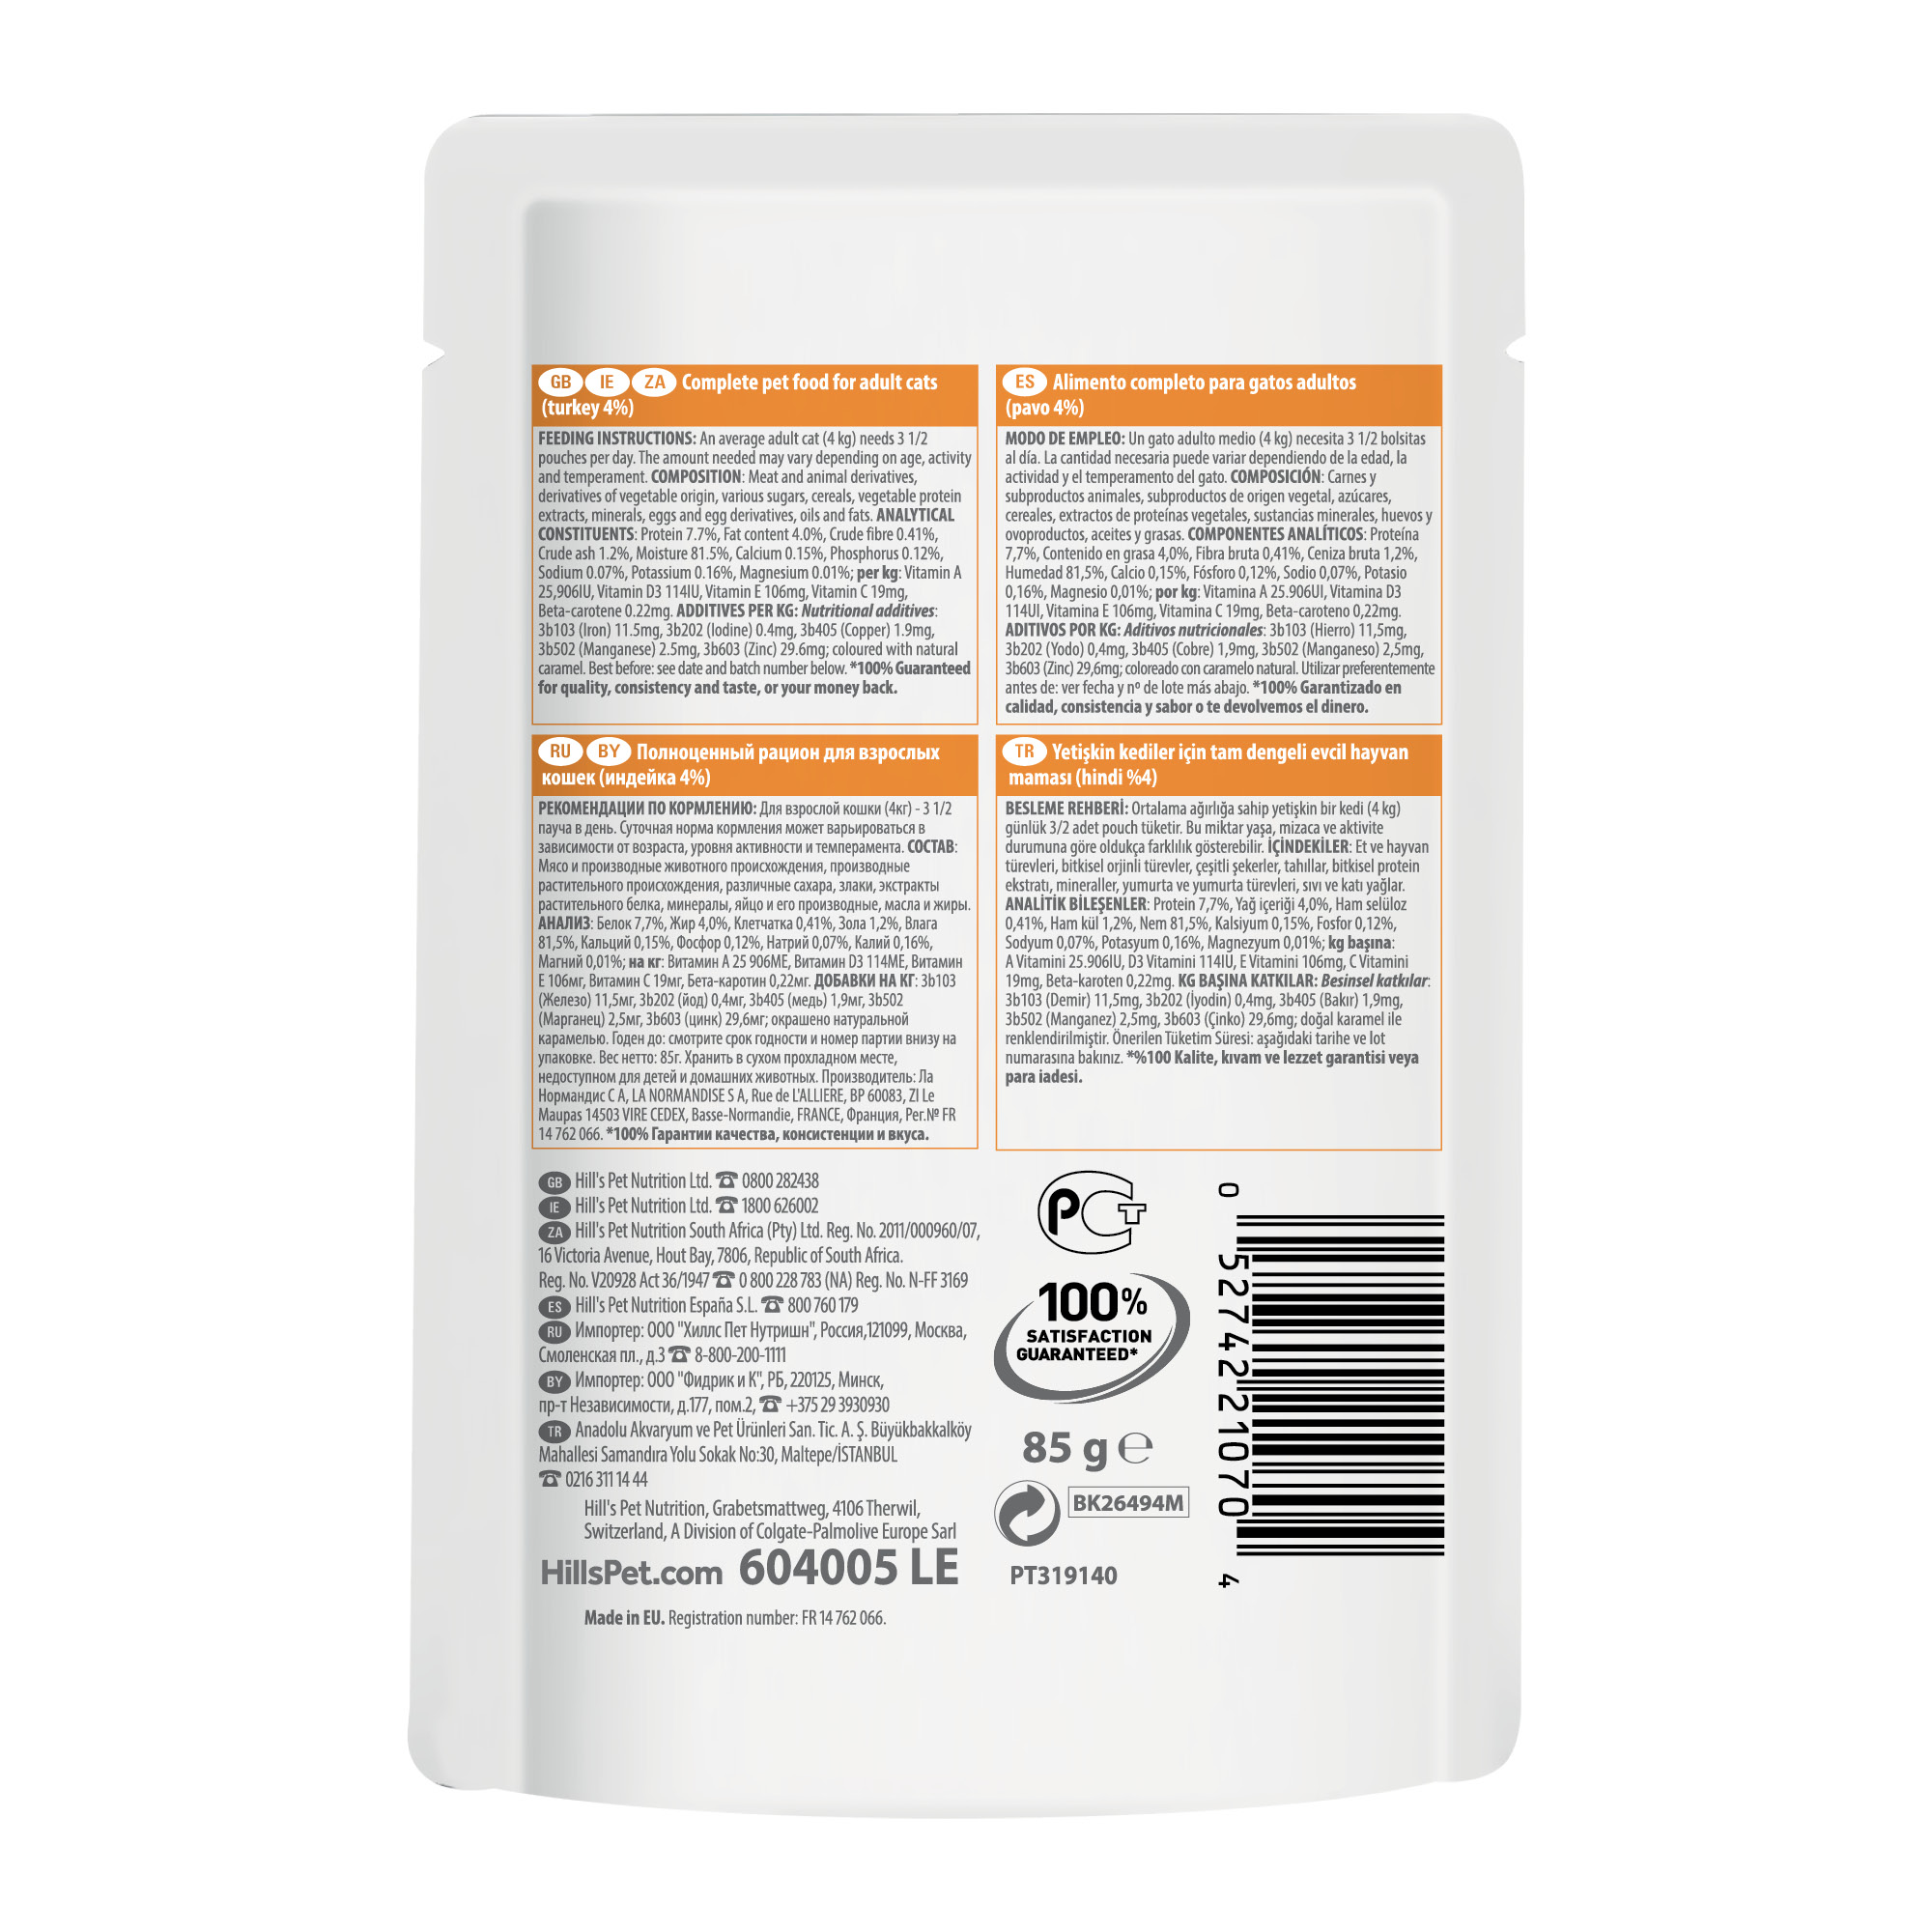 GB IE ZA Complete pet food for adult cats
(turkey 4%)
FEEDING INSTRUCTIONS: An average adult cat (4 kg) needs 3 1/2
pouches per day. The amount needed may vary depending on age, activity
and temperament. COMPOSITION: Meat and animal derivatives,
derivatives of vegetable origin, various sugars, cereals, vegetable protein
extracts, minerals, eggs and egg derivatives, oils and fats. ANALYTICAL
CONSTITUENTS: Protein 7.7%, Fat content 4.0%, Crude fibre 0.41%,
Crude ash 1.2%, Moisture 81.5%, Calcium 0.15%, Phosphorus 0.12%,
Sodium 0.07%, Potassium 0.16%, Magnesium 0.01%; per kg: Vitamin A
25,906IU, Vitamin D3 114IU, Vitamin E 106mg, Vitamin C 19mg,
Beta-carotene 0.22mg. ADDITIVES PER KG: Nutritional additives:
3b103 (Iron) 11.5mg, 3b202 (Iodine) 0.4mg, 3b405 (Copper) 1.9mg,
3b502 (Manganese) 2.5mg, 3b603 (Zinc) 29.6mg; coloured with natural
caramel. Best before: see date and batch number below. *100% Guaranteed
for quality, consistency and taste, or your money back.
ES Alimento completo para gatos adultos
(pavo 4%)
MODO DE EMPLEO: Un gato adulto medio (4 kg) necesita 3 1/2 bolsitas
al día. La cantidad necesaria puede variar dependiendo de la edad, la
actividad y el temperamento del gato. COMPOSICIÓN: Carnes y
subproductos animales, subproductos de origen vegetal, azúcares,
cereales, extractos de proteínas vegetales, sustancias minerales, huevos y
ovoproductos, aceites y grasas. COMPONENTES ANALÍTICOS: Proteína
7,7%, Contenido en grasa 4,0%, Fibra bruta 0,41%, Ceniza bruta 1,2%,
Humedad 81,5%, Calcio 0,15%, Fósforo 0,12%, Sodio 0,07%, Potasio
0,16%, Magnesio 0,01%; por kg: Vitamina A 25.906UI, Vitamina D3
114UI, Vitamina E 106mg, Vitamina C 19mg, Beta-caroteno 0,22mg.
ADITIVOS POR KG: Aditivos nutricionales: 3b103 (Hierro) 11,5mg,
3b202 (Yodo) 0,4mg, 3b405 (Cobre) 1,9mg, 3b502 (Manganeso) 2,5mg,
3b603 (Zinc) 29,6mg; coloreado con caramelo natural. Utilizar preferentemente
antes de: ver fecha y nº de lote más abajo. *100% Garantizado en
calidad, consistencia y sabor o te devolvemos el dinero.
RU BY Полноценный рацион для взрослых
кошек (индейка 4%)
РЕКОМЕНДАЦИИ ПО КОРМЛЕНИЮ: Для взрослой кошки (4кг) - 3 1/2
пауча в день. Суточная норма кормления может варьироваться в
зависимости от возраста, уровня активности и темперамента. СОСТАВ:
Мясо и производные животного происхождения, производные
растительного происхождения, различные сахара, злаки, экстракты
растительного белка, минералы, яйцо и его производные, масла и жиры.
АНАЛИЗ: Белок 7,7%, Жир 4,0%, Клетчатка 0,41%, Зола 1,2%, Влага
81,5%, Кальций 0,15%, Фосфор 0,12%, Натрий 0,07%, Калий 0,16%,
Магний 0,01%; на кг: Витамин А 25 906МЕ, Витамин D3 114МЕ, Витамин
Е 106мг, Витамин С 19мг, Бета-каротин 0,22мг. ДОБАВКИ НА КГ: 3b103
(Железо) 11,5мг, 3b202 (йод) 0,4мг, 3b405 (медь) 1,9мг, 3b502
(Марганец) 2,5мг, 3b603 (цинк) 29,6мг; окрашено натуральной
карамелью. Годен до: смотрите срок годности и номер партии внизу на
упаковке. Вес нетто: 85г. Хранить в сухом прохладном месте,
недоступном для детей и домашних животных. Производитель: Ла
Нормандис С А, LA NORMANDISE S A, Rue de L'ALLIERE, BP 60083, ZI Le
Maupas 14503 VIRE CEDEX, Basse-Normandie, FRANCE, Франция, Рег.№ FR
14 762 066. *100% Гарантии качества, консистенции и вкуса.
TR Yetişkin kediler için tam dengeli evcil hayvan
maması (hindi %4)
BESLEME REHBERİ: Ortalama ağırlığa sahip yetişkin bir kedi (4 kg)
günlük 3/2 adet pouch tüketir. Bu miktar yaşa, mizaca ve aktivite
durumuna göre oldukça farklılık gösterebilir. İÇİNDEKİLER: Et ve hayvan
türevleri, bitkisel orjinli türevler, çeşitli şekerler, tahıllar, bitkisel protein
ekstratı, mineraller, yumurta ve yumurta türevleri, sıvı ve katı yağlar.
ANALİTİK BİLEŞENLER: Protein 7,7%, Yağ içeriği 4,0%, Ham selüloz
0,41%, Ham kül 1,2%, Nem 81,5%, Kalsiyum 0,15%, Fosfor 0,12%,
Sodyum 0,07%, Potasyum 0,16%, Magnezyum 0,01%; kg başına:
A Vitamini 25.906IU, D3 Vitamini 114IU, E Vitamini 106mg, C Vitamini
19mg, Beta-karoten 0,22mg. KG BAŞINA KATKILAR: Besinsel katkılar:
3b103 (Demir) 11,5mg, 3b202 (İyodin) 0,4mg, 3b405 (Bakır) 1,9mg,
3b502 (Manganez) 2,5mg, 3b603 (Çinko) 29,6mg; doğal karamel ile
renklendirilmiştir. Önerilen Tüketim Süresi: aşağıdaki tarihe ve lot
numarasına bakınız. *%100 Kalite, kıvam ve lezzet garantisi veya
para iadesi.
GB Hill's Pet Nutrition Ltd. ☎ 0800 282438
IE Hill's Pet Nutrition Ltd. ☎ 1800 626002
ZA Hill's Pet Nutrition South Africa (Pty) Ltd. Reg. No. 2011/000960/07,
16 Victoria Avenue, Hout Bay, 7806, Republic of South Africa.
Reg. No. V20928 Act 36/1947 ☎ 0 800 228 783 (NA) Reg. No. N-FF 3169
ES Hill's Pet Nutrition España S.L. ☎ 800 760 179
RU Импортер: ООО "Хиллс Пет Нутришн", Россия,121099, Москва,
Смоленская пл., д.3 ☎ 8-800-200-1111
BY Импортер: ООО "Фидрик и К", РБ, 220125, Минск,
пр-т Независимости, д.177, пом.2, ☎ +375 29 3930930
TR Anadolu Akvaryum ve Pet Ürünleri San. Tic. A. Ş. Büyükbakkalköy
Mahallesi Samandıra Yolu Sokak No:30, Maltepe/İSTANBUL
☎ 0216 311 14 44
Hill's Pet Nutrition, Grabetsmattweg, 4106 Therwil,
Switzerland, A Division of Colgate-Palmolive Europe Sarl
HillsPet.com 604005 LE
Made in EU. Registration number: FR 14 762 066.
РСТ
100%
SATISFACTION
GUARANTEED*
85 g ℮
BK26494M
PT319140
0 52742 21070 4